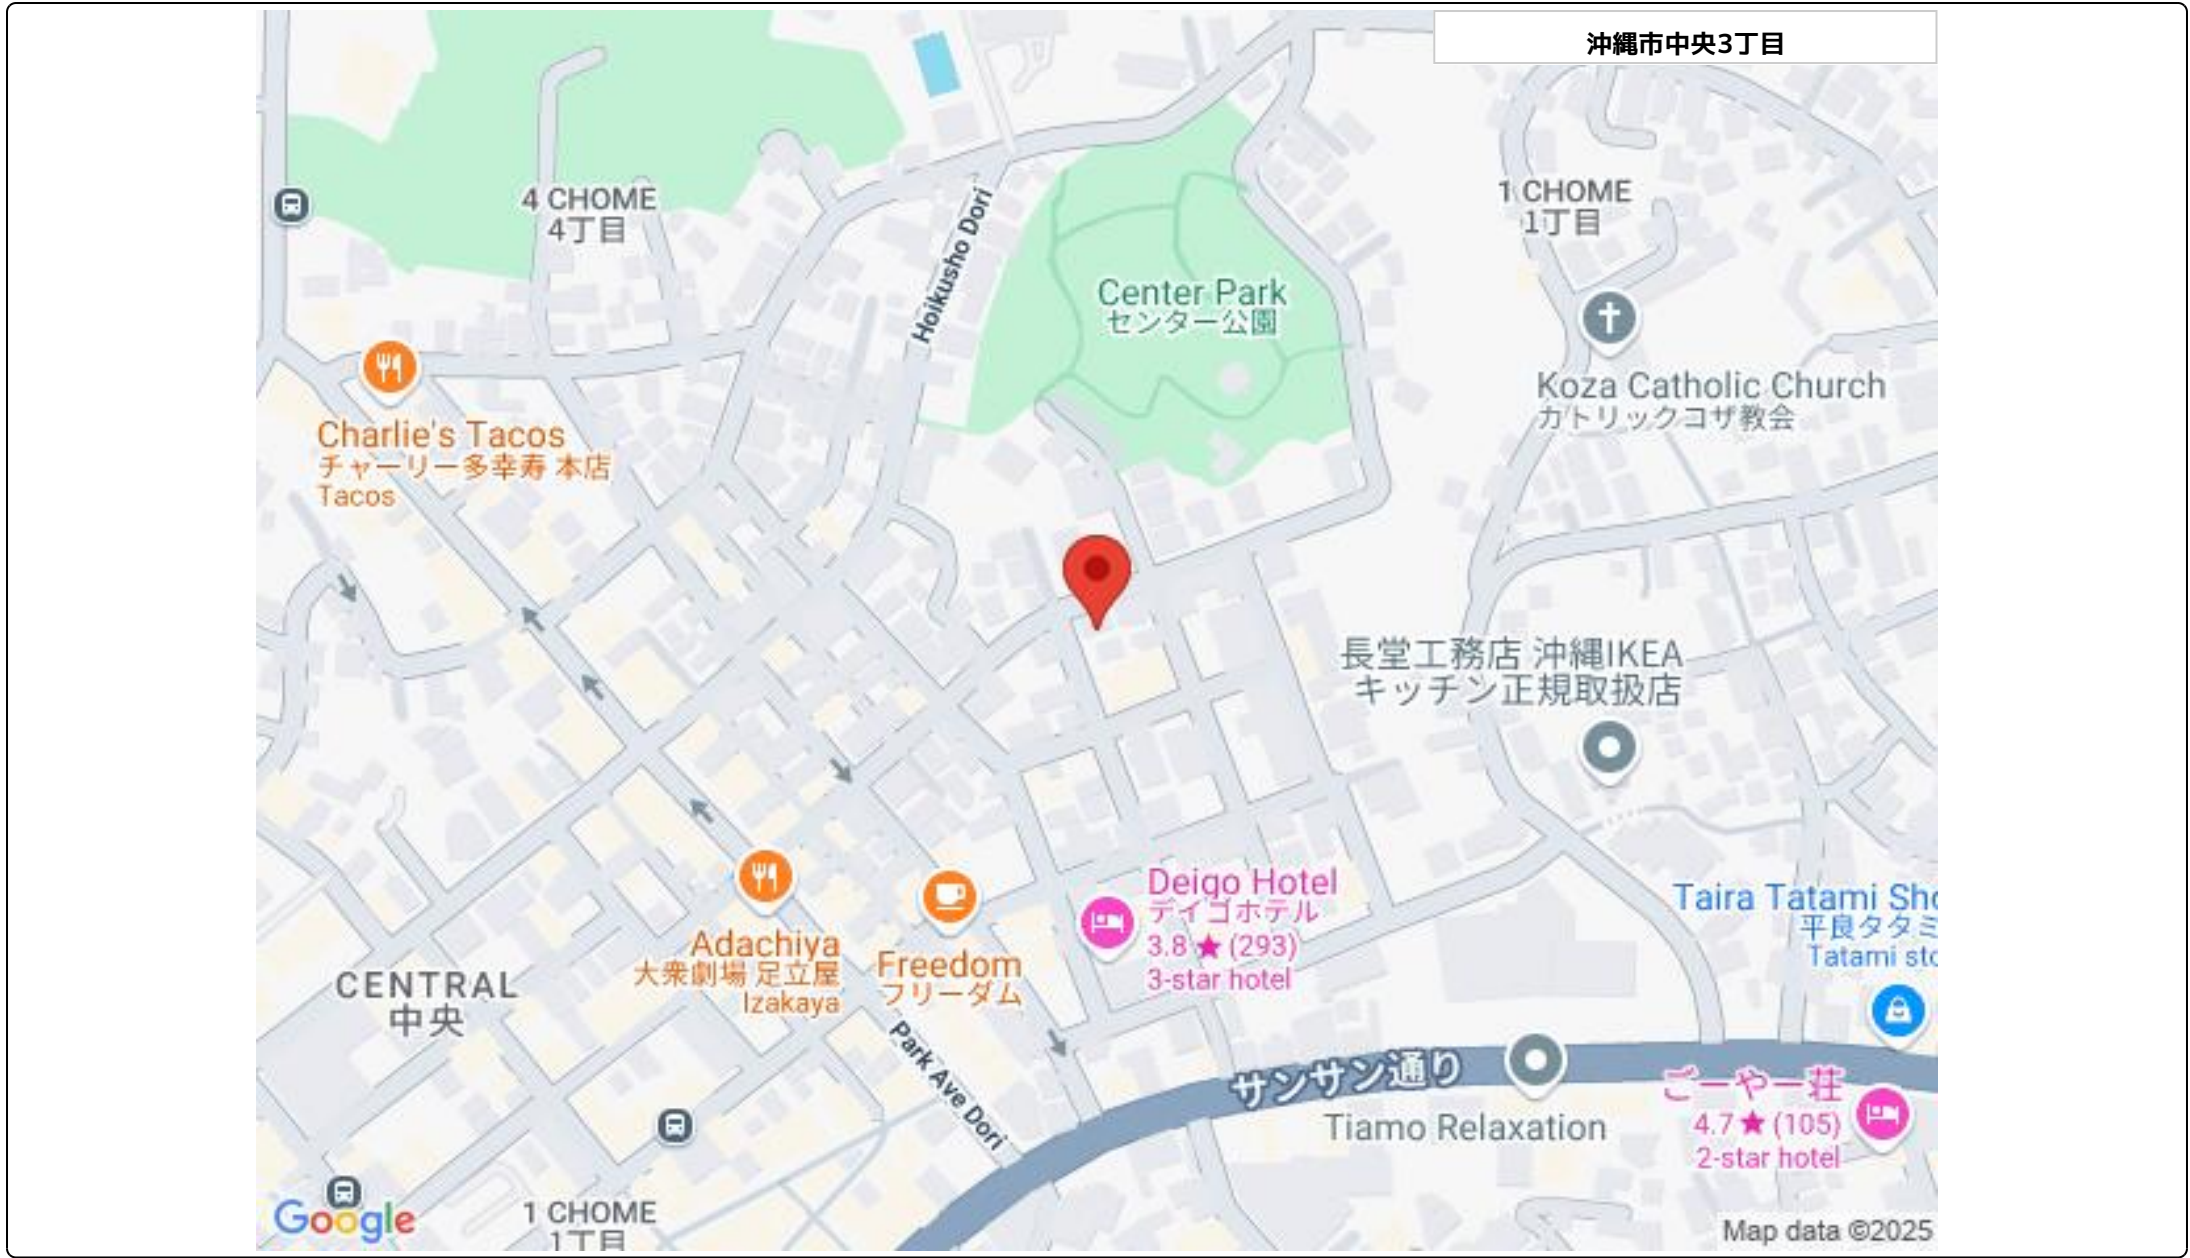 沖縄市中央3丁目
4 CHOME
4丁目
Hoikusho Dori
1 CHOME
1丁目
Center Park
センター公園
Koza Catholic Church
カトリックコザ教会
Charlie's Tacos
チャーリー多幸寿 本店
Tacos
長堂工務店 沖縄IKEA
キッチン正規取扱店
Deigo Hotel
デイゴホテル
3.8 ★ (293)
3-star hotel
Taira Tatami Sho
平良タタミ
Tatami sto
Adachiya
大衆劇場 足立屋
Izakaya
Freedom
フリーダム
CENTRAL
中央
Park Ave Dori
サンサン通り
Tiamo Relaxation
ごーやー荘
4.7 ★ (105)
2-star hotel
Google
1 CHOME
1丁目
Map data ©2025